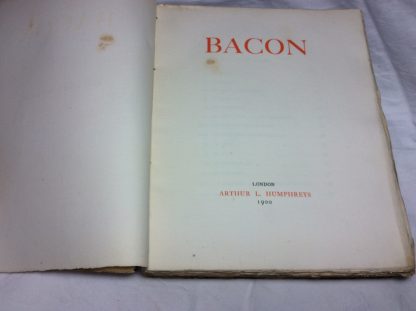 BACON
LONDON
ARTHUR L. HUMPHREYS
1900